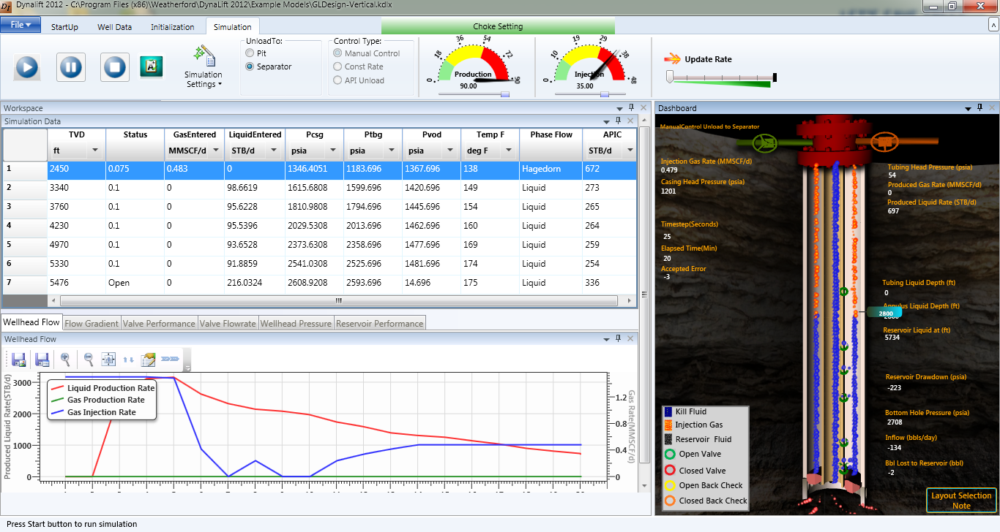 Dynalift 2012 - C:\Program Files (x86)\Weatherford\DynaLift 2012\Example Models\GLDesign-Vertical.kdlx
File
StartUp
Well Data
Initialization
Simulation
Choke Setting
Simulation
Settings
UnloadTo:
Pit
Separator
Control Type:
Manual Control
Const Rate
API Unload
0 18 36 54 72 90
Production
90.00
0 10 19 29 38 48
Injection
35.00
Update Rate
Workspace
Simulation Data
TVD Status GasEntered LiquidEntered Pcsg Ptbg Pvod Temp F Phase Flow APIC
ft MMSCF/d STB/d psia psia psia deg F STB/d
1 2450 0.075 0.483 0 1346.4051 1183.696 1367.696 138 Hagedorn 672
2 3340 0.1 0 98.6619 1615.6808 1599.696 1420.696 149 Liquid 273
3 3760 0.1 0 95.6228 1810.9808 1794.696 1445.696 154 Liquid 265
4 4230 0.1 0 95.5396 2029.5308 2013.696 1462.696 160 Liquid 264
5 4970 0.1 0 93.6528 2373.6308 2358.696 1477.696 169 Liquid 259
6 5330 0.1 0 91.8859 2541.0308 2525.696 1481.696 174 Liquid 254
7 5476 Open 0 216.0324 2608.9208 2593.696 14.696 175 Liquid 336
Wellhead Flow Flow Gradient Valve Performance Valve Flowrate Wellhead Pressure Reservoir Performance
Wellhead Flow
Produced Liquid Rate(STB/d)
3000
2000
1000
0
Liquid Production Rate
Gas Production Rate
Gas Injection Rate
1.2
0.8
0.4
0
Gas Rate(MMSCF/d)
Dashboard
ManualControl Unload to Separator
Injection Gas Rate (MMSCF/d)
0.479
Casing Head Pressure (psia)
1201
Timestep(Seconds)
25
Elapsed Time(Min)
20
Accepted Error
-3
Tubing Head Pressure (psia)
54
Produced Gas Rate (MMSCF/d)
0
Produced Liquid Rate (STB/d)
697
Tubing Liquid Depth (ft)
0
Annulus Liquid Depth (ft)
2800
2800
Reservoir Liquid at (ft)
5734
Reservoir Drawdown (psia)
-223
Bottom Hole Pressure (psia)
2708
Inflow (bbls/day)
-134
Bbl Lost to Reservoir (bbl)
-2
Kill Fluid
Injection Gas
Reservoir Fluid
Open Valve
Closed Valve
Open Back Check
Closed Back Check
Layout Selection
Note
Press Start button to run simulation